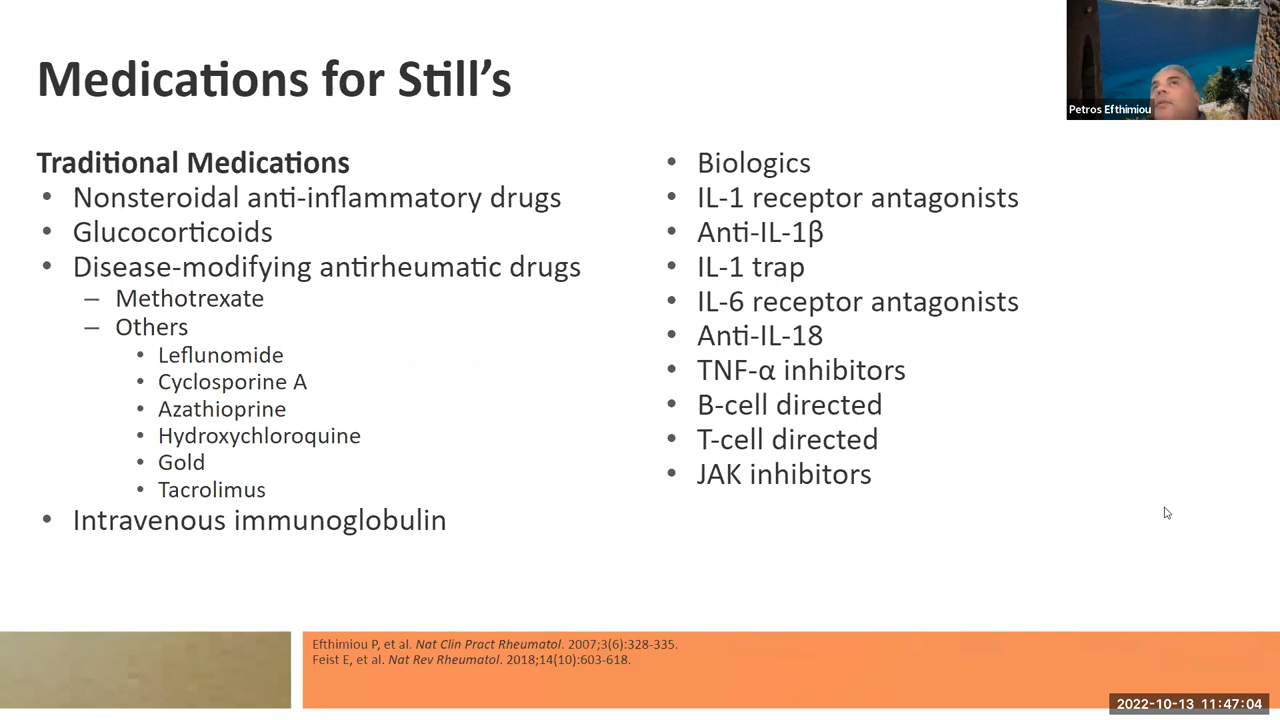 Medications for Still's
Petros Efthimiou
Traditional Medications
• Nonsteroidal anti-inflammatory drugs
• Glucocorticoids
• Disease-modifying antirheumatic drugs
– Methotrexate
– Others
• Leflunomide
• Cyclosporine A
• Azathioprine
• Hydroxychloroquine
• Gold
• Tacrolimus
• Intravenous immunoglobulin
• Biologics
• IL-1 receptor antagonists
• Anti-IL-1β
• IL-1 trap
• IL-6 receptor antagonists
• Anti-IL-18
• TNF-α inhibitors
• B-cell directed
• T-cell directed
• JAK inhibitors
Efthimiou P, et al. Nat Clin Pract Rheumatol. 2007;3(6):328-335.
Feist E, et al. Nat Rev Rheumatol. 2018;14(10):603-618.
2022-10-13 11:47:04